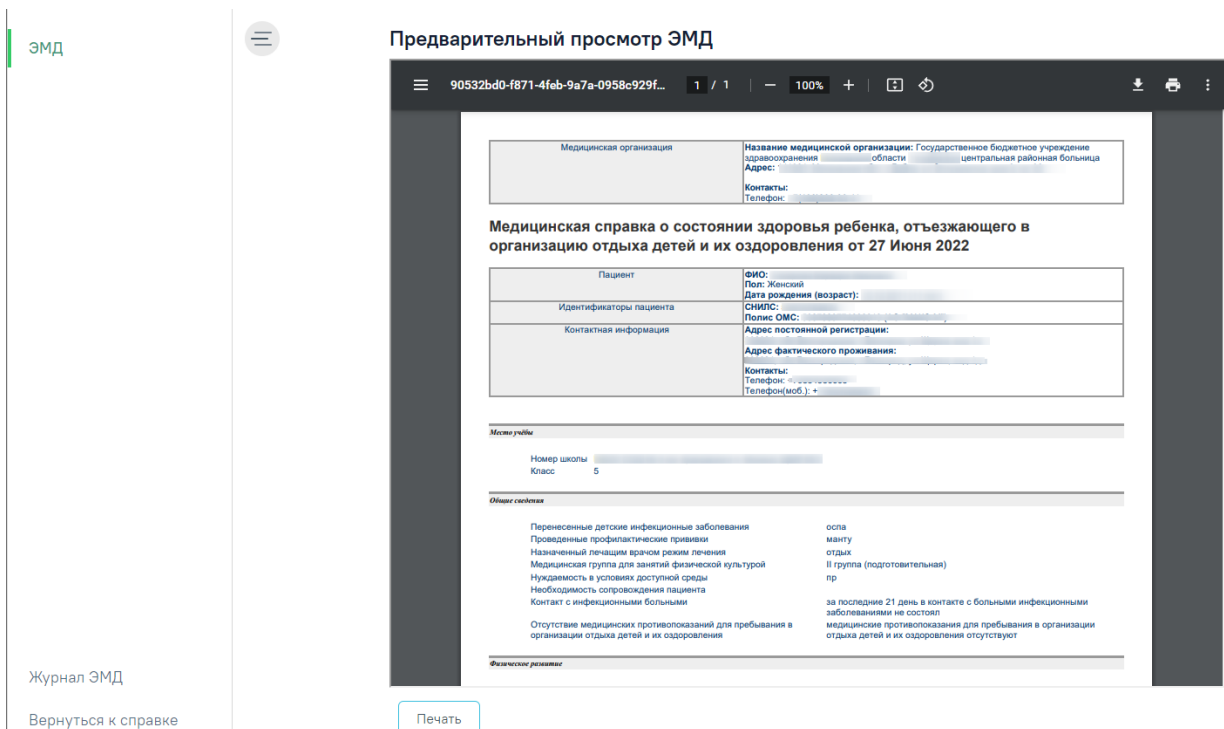 ЭМД
Предварительный просмотр ЭМД
90532bd0-f871-4feb-9a7a-0958c929f... 1 / 1 — 100% +
Медицинская организация
Название медицинской организации: Государственное бюджетное учреждение
здравоохранения области центральная районная больница
Адрес:
Контакты:
Телефон:
Медицинская справка о состоянии здоровья ребенка, отъезжающего в
организацию отдыха детей и их оздоровления от 27 Июня 2022
Пациент
ФИО:
Пол: Женский
Дата рождения (возраст):
Идентификаторы пациента
СНИЛС:
Полис ОМС:
Контактная информация
Адрес постоянной регистрации:
Адрес фактического проживания:
Контакты:
Телефон:
Телефон(моб.): +
Место учёбы
Номер школы
Класс 5
Общие сведения
Перенесенные детские инфекционные заболевания оспа
Проведенные профилактические прививки манту
Назначенный лечащим врачом режим лечения отдых
Медицинская группа для занятий физической культурой II группа (подготовительная)
Нуждаемость в условиях доступной среды пр
Необходимость сопровождения пациента
Контакт с инфекционными больными за последние 21 день в контакте с больными инфекционными
заболеваниями не состоял
Отсутствие медицинских противопоказаний для пребывания в медицинские противопоказания для пребывания в организации
организации отдыха детей и их оздоровления отдыха детей и их оздоровления отсутствуют
Физическое развитие
Журнал ЭМД
Вернуться к справке
Печать